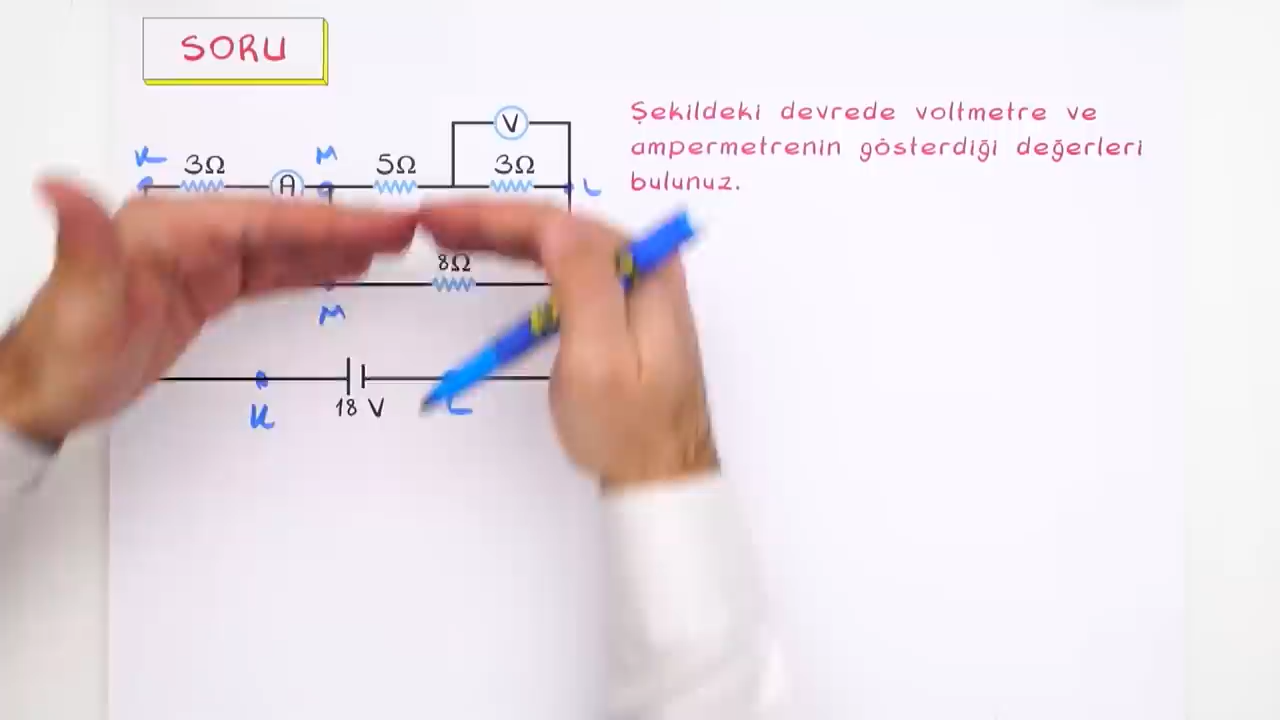 SORU
Şekildeki devrede voltmetre ve
ampermetrenin gösterdiği değerleri
bulunuz.
V
K 3Ω M 5Ω 3Ω
A L
8Ω
M
18 V
K L